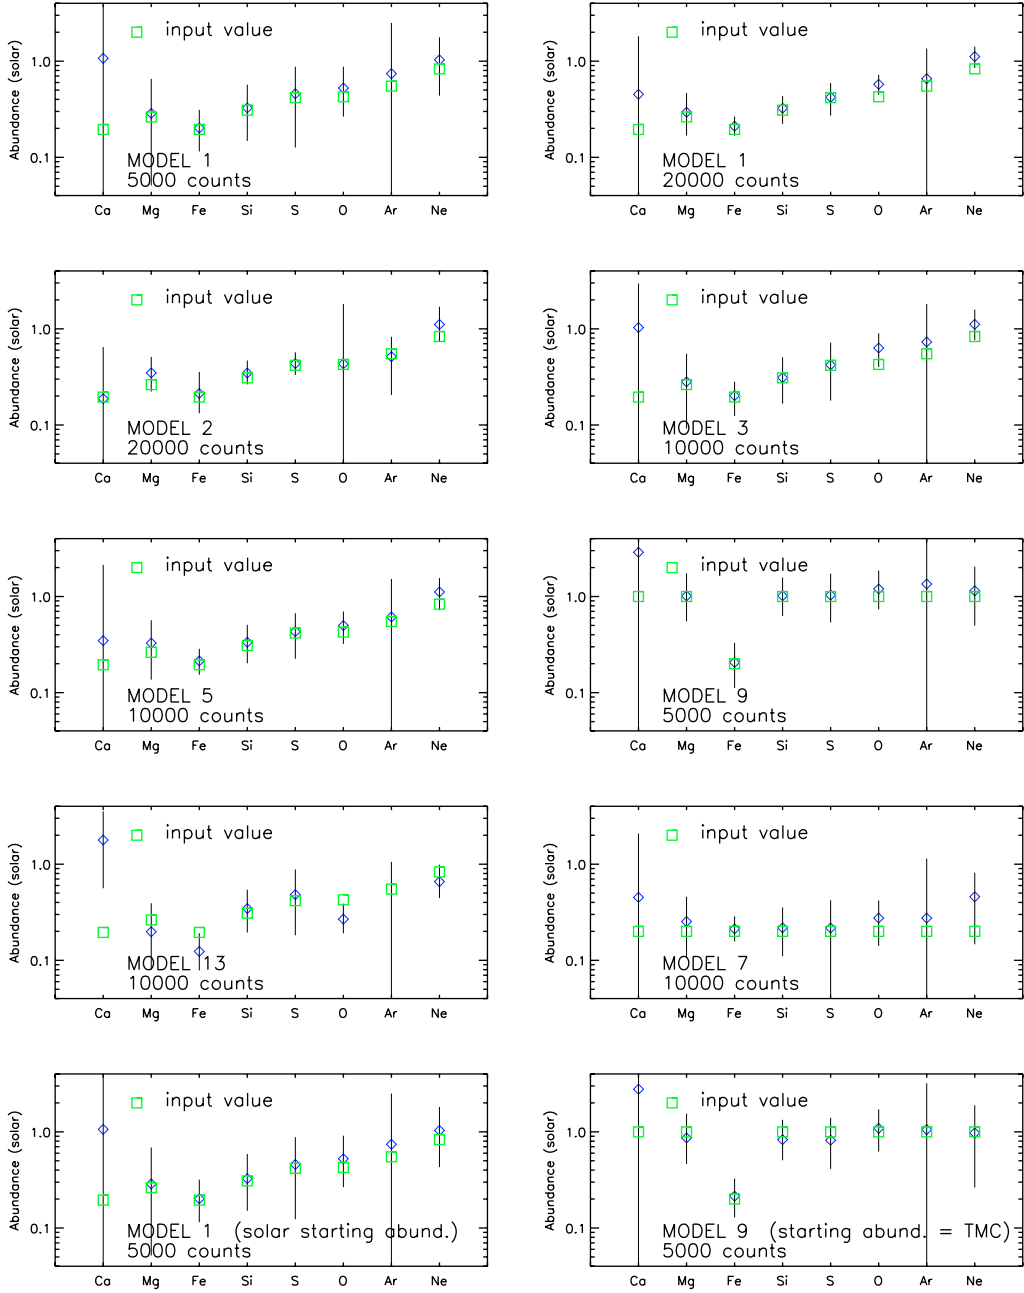 input value
Abundance (solar)
1.0
0.1
MODEL 1
5000 counts
Ca Mg Fe Si S O Ar Ne
input value
Abundance (solar)
1.0
0.1
MODEL 1
20000 counts
Ca Mg Fe Si S O Ar Ne
input value
Abundance (solar)
1.0
0.1
MODEL 2
20000 counts
Ca Mg Fe Si S O Ar Ne
input value
Abundance (solar)
1.0
0.1
MODEL 3
10000 counts
Ca Mg Fe Si S O Ar Ne
input value
Abundance (solar)
1.0
0.1
MODEL 5
10000 counts
Ca Mg Fe Si S O Ar Ne
input value
Abundance (solar)
1.0
0.1
MODEL 9
5000 counts
Ca Mg Fe Si S O Ar Ne
input value
Abundance (solar)
1.0
0.1
MODEL 13
10000 counts
Ca Mg Fe Si S O Ar Ne
input value
Abundance (solar)
1.0
0.1
MODEL 7
10000 counts
Ca Mg Fe Si S O Ar Ne
input value
Abundance (solar)
1.0
0.1
MODEL 1 (solar starting abund.)
5000 counts
Ca Mg Fe Si S O Ar Ne
input value
Abundance (solar)
1.0
0.1
MODEL 9 (starting abund. = TMC)
5000 counts
Ca Mg Fe Si S O Ar Ne